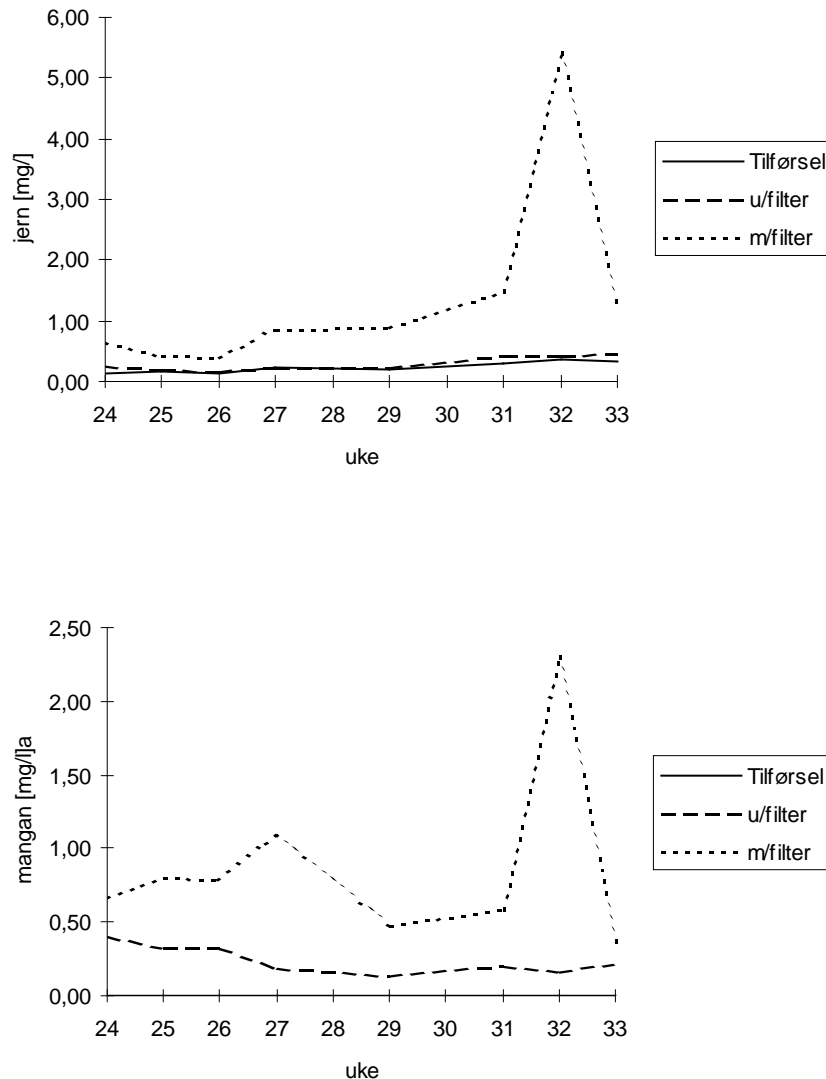 6,00
5,00
4,00
3,00
2,00
1,00
0,00
jern [mg/]
24 25 26 27 28 29 30 31 32 33
uke
Tilførsel
u/filter
m/filter
2,50
2,00
1,50
1,00
0,50
0,00
mangan [mg/l]a
24 25 26 27 28 29 30 31 32 33
uke
Tilførsel
u/filter
m/filter